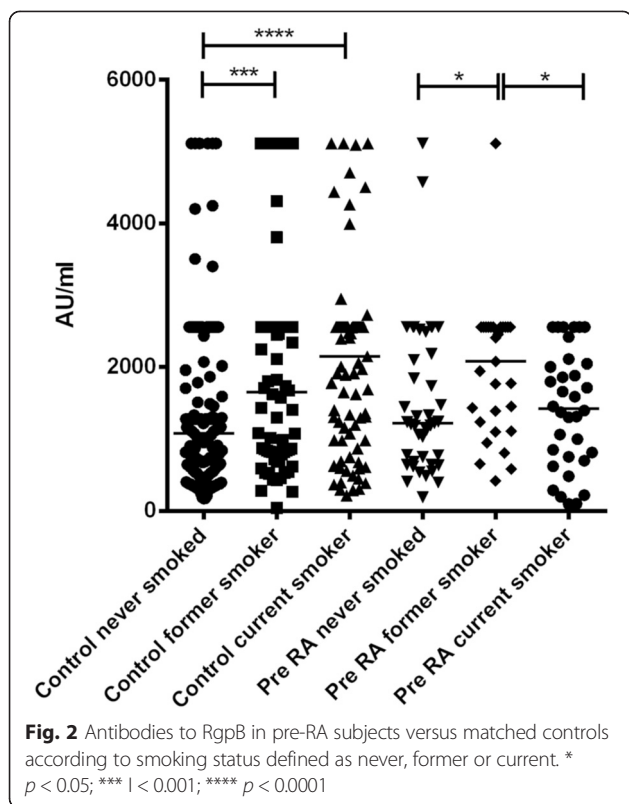 ****
***
*
*
6000
4000
2000
0
AU/ml
Control never smoked
Control former smoker
Control current smoker
Pre RA never smoked
Pre RA former smoker
Pre RA current smoker
Fig. 2 Antibodies to RgpB in pre-RA subjects versus matched controls
according to smoking status defined as never, former or current. *
p < 0.05; *** l < 0.001; **** p < 0.0001